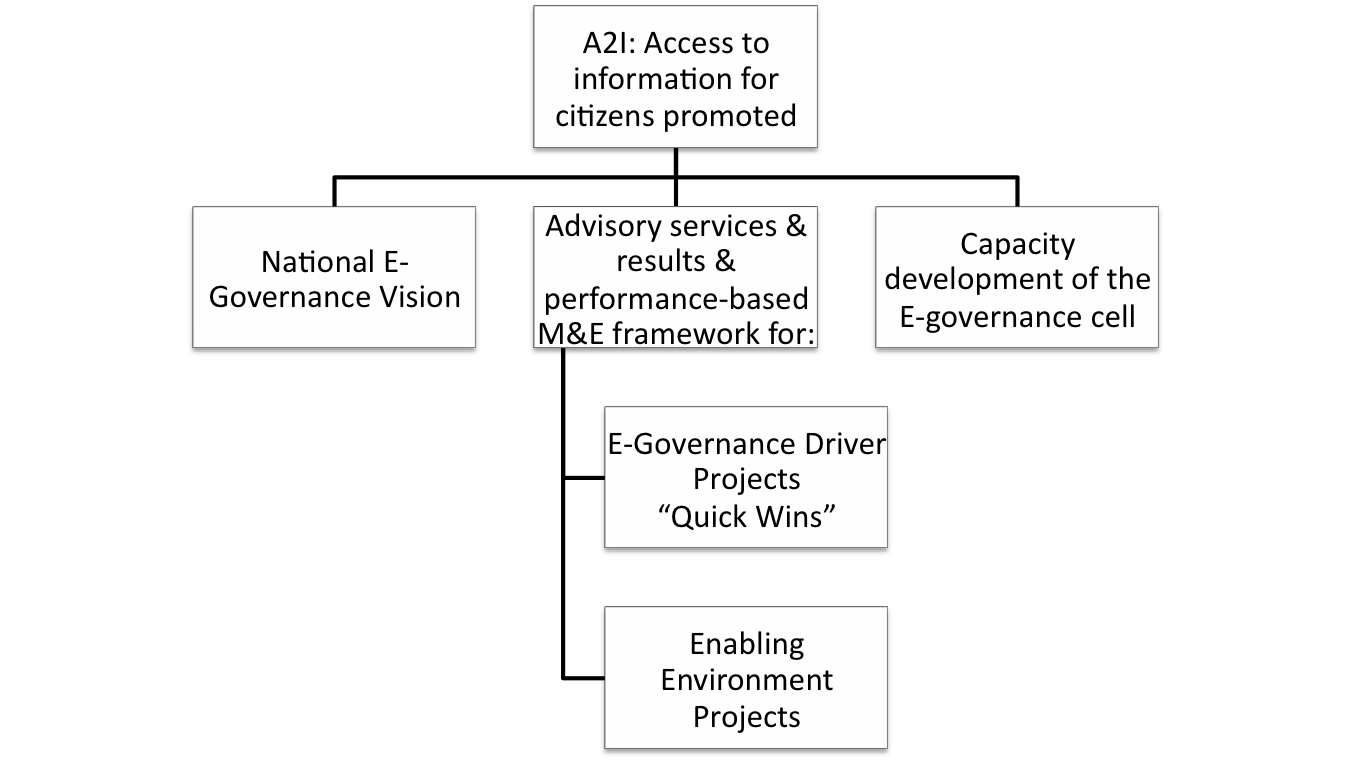 A2I: Access to
information for
citizens promoted
National E-
Governance Vision
Advisory services &
results &
performance-based
M&E framework for:
Capacity
development of the
E-governance cell
E-Governance Driver
Projects
“Quick Wins”
Enabling
Environment
Projects